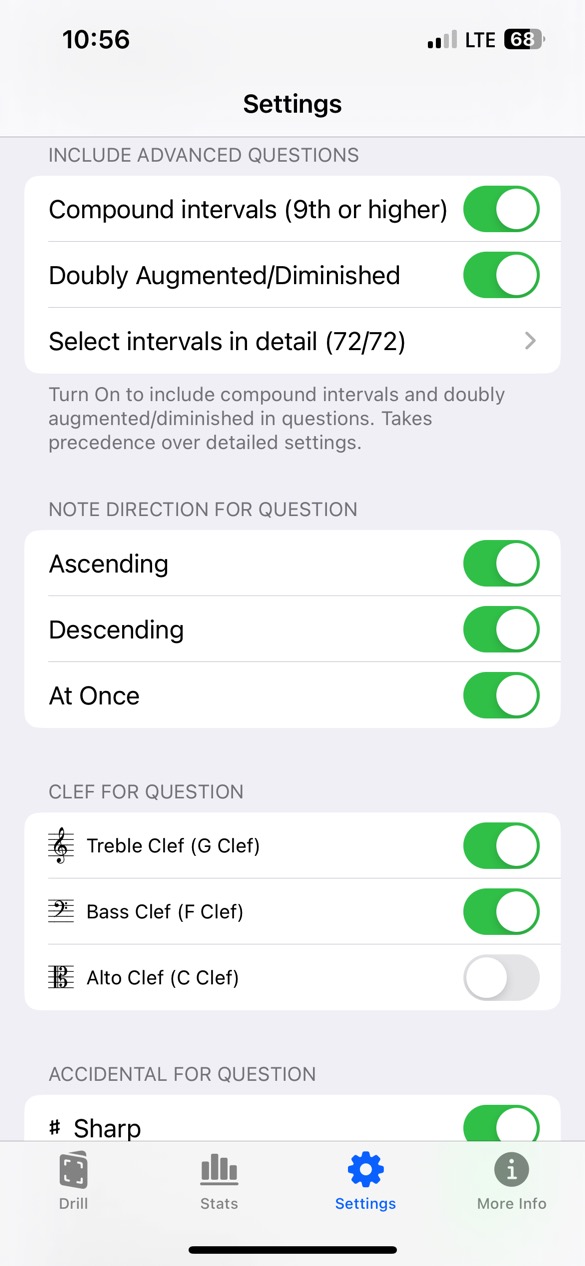 10:56
LTE 68
Settings
INCLUDE ADVANCED QUESTIONS
Compound intervals (9th or higher)
Doubly Augmented/Diminished
Select intervals in detail (72/72)
Turn On to include compound intervals and doubly
augmented/diminished in questions. Takes
precedence over detailed settings.
NOTE DIRECTION FOR QUESTION
Ascending
Descending
At Once
CLEF FOR QUESTION
Treble Clef (G Clef)
Bass Clef (F Clef)
Alto Clef (C Clef)
ACCIDENTAL FOR QUESTION
♯ Sharp
Drill
Stats
Settings
More Info